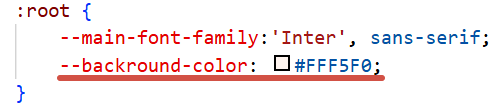 :root {
--main-font-family:'Inter', sans-serif;
--backround-color: #FFF5F0;
}